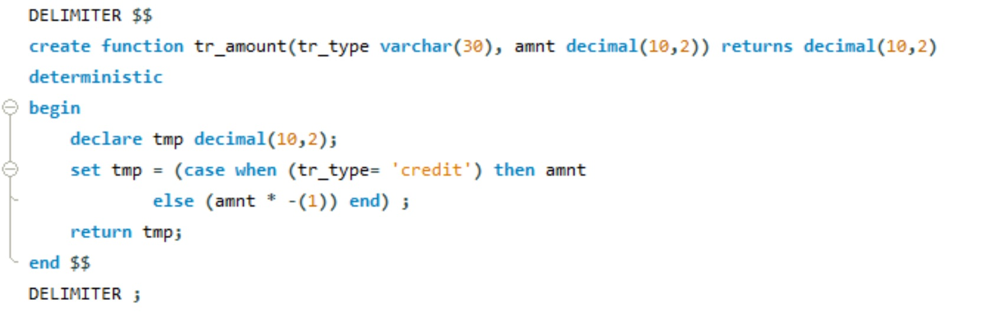 DELIMITER $$
create function tr_amount(tr_type varchar(30), amnt decimal(10,2)) returns decimal(10,2)
deterministic
begin
declare tmp decimal(10,2);
set tmp = (case when (tr_type= 'credit') then amnt
else (amnt * -(1)) end) ;
return tmp;
end $$
DELIMITER ;